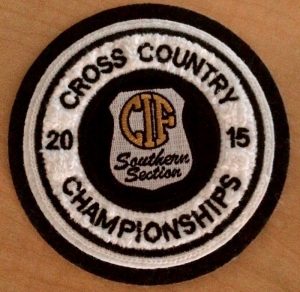 CROSS COUNTRY
20 15
CIF
Southern
Section
CHAMPIONSHIPS